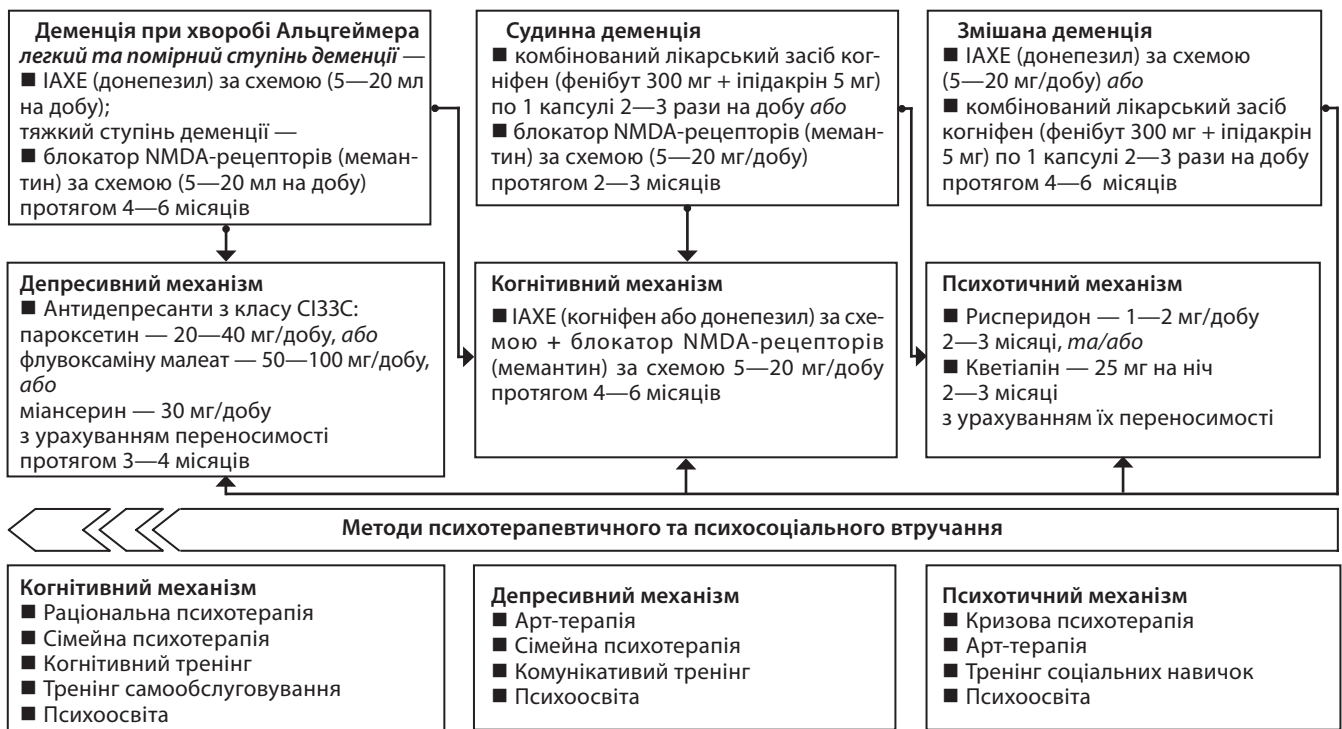 Деменція при хворобі Альцгеймера
легкий та помірний ступінь деменції —
■ ІАХЕ (донепезил) за схемою (5—20 мл
на добу);
тяжкий ступінь деменції —
■ блокатор NMDA-рецепторів (меман-
тин) за схемою (5—20 мл на добу)
протягом 4—6 місяців
Судинна деменція
■ комбінований лікарський засіб ког-
ніфен (фенібут 300 мг + іпідакрін 5 мг)
по 1 капсулі 2—3 рази на добу або
■ блокатор NMDA-рецепторів (меман-
тин) за схемою (5—20 мг/добу)
протягом 2—3 місяців
Змішана деменція
■ ІАХЕ (донепезил) за схемою
(5—20 мг/добу) або
■ комбінований лікарський засіб
когніфен (фенібут 300 мг + іпідакрін
5 мг) по 1 капсулі 2—3 рази на добу
протягом 4—6 місяців
Депресивний механізм
■ Антидепресанти з класу СІЗЗС:
пароксетин — 20—40 мг/добу, або
флувоксаміну малеат — 50—100 мг/добу,
або
міансерин — 30 мг/добу
з урахуванням переносимості
протягом 3—4 місяців
Когнітивний механізм
■ ІАХЕ (когніфен або донепезил) за схе-
мою + блокатор NMDA-рецепторів
(мемантин) за схемою 5—20 мг/добу
протягом 4—6 місяців
Психотичний механізм
■ Рисперидон — 1—2 мг/добу
2—3 місяці, та/або
■ Кветіапін — 25 мг на ніч
2—3 місяці
з урахуванням їх переносимості
Методи психотерапевтичного та психосоціального втручання
Когнітивний механізм
■ Раціональна психотерапія
■ Сімейна психотерапія
■ Когнітивний тренінг
■ Тренінг самообслуговування
■ Психоосвіта
Депресивний механізм
■ Арт-терапія
■ Сімейна психотерапія
■ Комунікативний тренінг
■ Психоосвіта
Психотичний механізм
■ Кризова психотерапія
■ Арт-терапія
■ Тренінг соціальних навичок
■ Психоосвіта